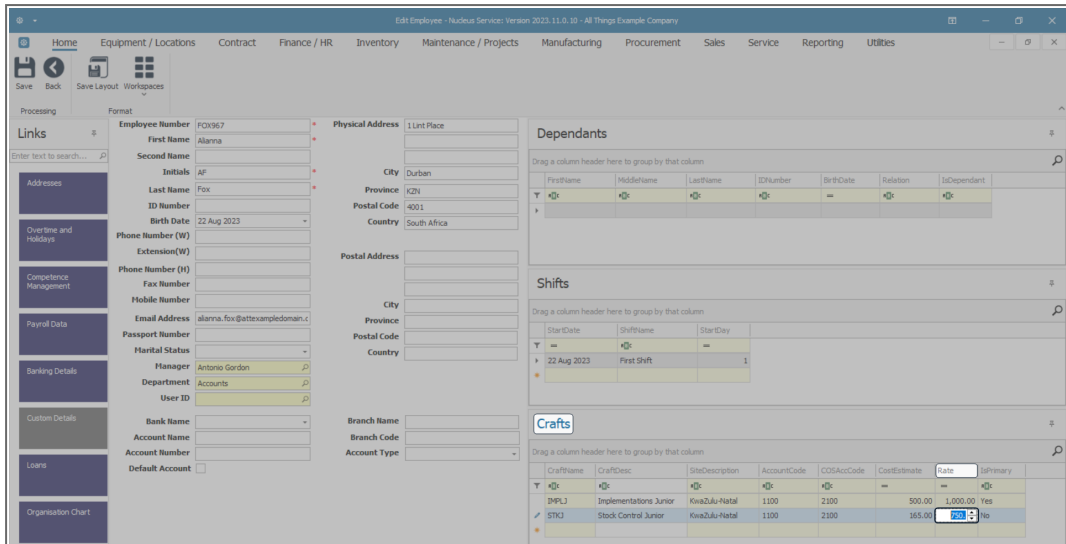 Edit Employee - Nucleus Service: Version 2023.11.0.10 - All Things Example Company
Home Equipment / Locations Contract Finance / HR Inventory Maintenance / Projects Manufacturing Procurement Sales Service Reporting Utilities
Save Back Save Layout Workspaces
Processing Format
Links
Enter text to search...
Addresses
Overtime and
Holidays
Competence
Management
Payroll Data
Banking Details
Custom Details
Loans
Organisation Chart
Employee Number FOX967 *
First Name Alianna *
Second Name
Initials AF *
Last Name Fox *
ID Number
Birth Date 22 Aug 2023
Phone Number (W)
Extension(W)
Phone Number (H)
Fax Number
Mobile Number
Email Address alianna.fox@attexampledomain.c
Passport Number
Marital Status
Manager Antonio Gordon
Department Accounts
User ID
Bank Name
Account Name
Account Number
Default Account
Physical Address 1 Lint Place
City Durban
Province KZN
Postal Code 4001
Country South Africa
Postal Address
City
Province
Postal Code
Country
Branch Name
Branch Code
Account Type
Dependants
Drag a column header here to group by that column
FirstName MiddleName LastName IDNumber BirthDate Relation IsDependant
Shifts
Drag a column header here to group by that column
StartDate ShiftName StartDay
22 Aug 2023 First Shift 1
Crafts
Drag a column header here to group by that column
CraftName CraftDesc SiteDescription AccountCode COSAccCode CostEstimate Rate IsPrimary
IMPLJ Implementations Junior KwaZulu-Natal 1100 2100 500.00 1,000.00 Yes
STKJ Stock Control Junior KwaZulu-Natal 1100 2100 165.00 750. No